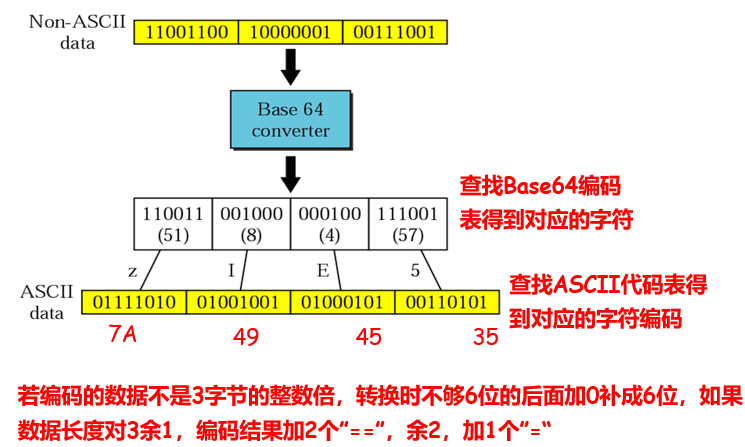 Non-ASCII
data
11001100 10000001 00111001
Base 64
converter
查找Base64编码
表得到对应的字符
110011 001000 000100 111001
(51) (8) (4) (57)
z I E 5
ASCII
data
01111010 01001001 01000101 00110101
查找ASCII代码表得
到对应的字符编码
7A 49 45 35
若编码的数据不是3字节的整数倍，转换时不够6位的后面加0补成6位，如果
数据长度对3余1，编码结果加2个”==”，余2，加1个”=“